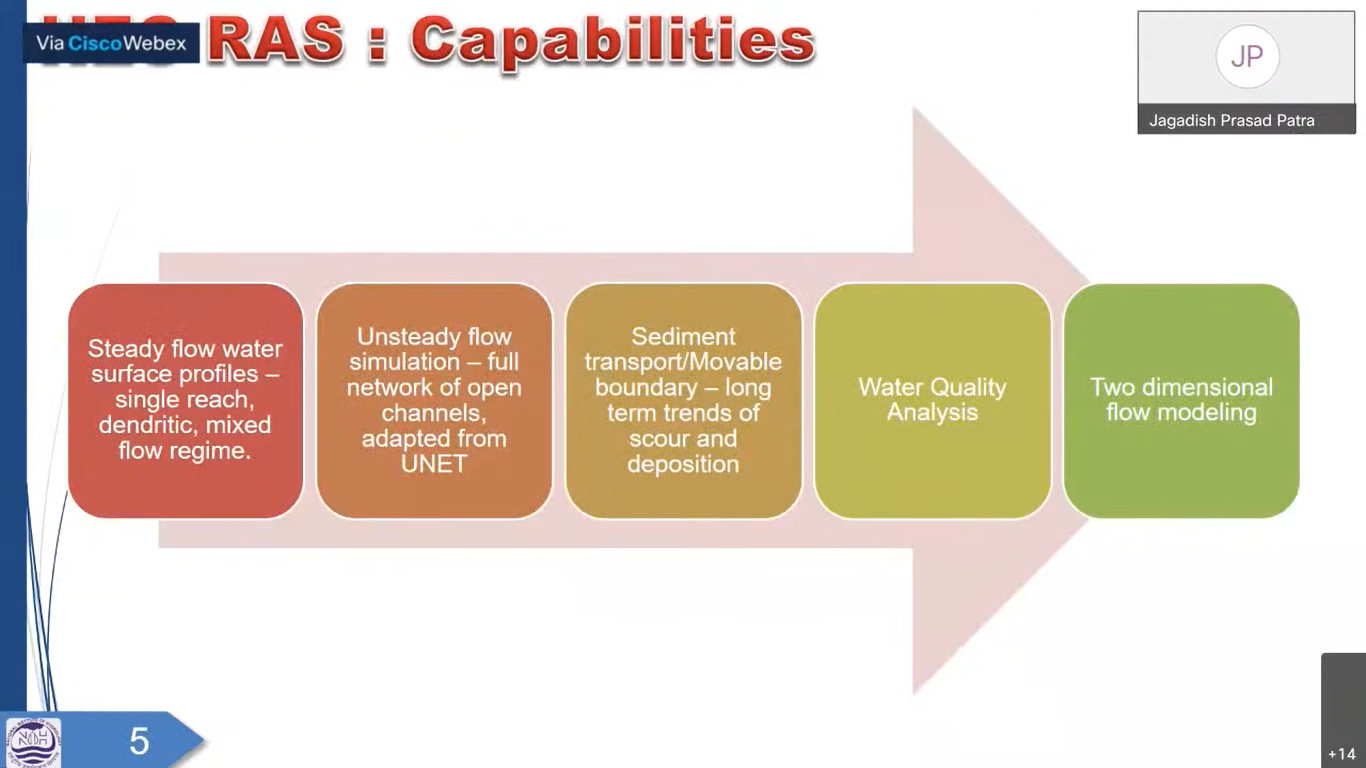 Via Cisco Webex
RAS : Capabilities
JP
Jagadish Prasad Patra
Steady flow water
surface profiles –
single reach,
dendritic, mixed
flow regime.
Unsteady flow
simulation – full
network of open
channels,
adapted from
UNET
Sediment
transport/Movable
boundary – long
term trends of
scour and
deposition
Water Quality
Analysis
Two dimensional
flow modeling
5
+14